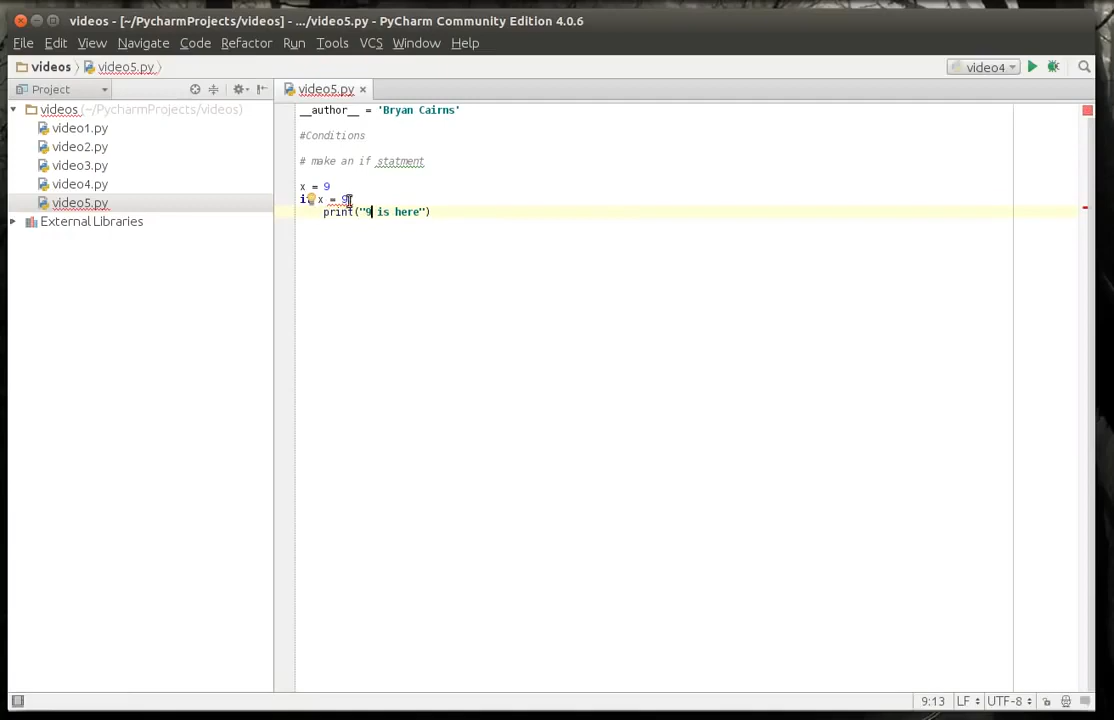 videos - [~/PycharmProjects/videos] - .../video5.py - PyCharm Community Edition 4.0.6
File Edit View Navigate Code Refactor Run Tools VCS Window Help
videos video5.py video4
Project video5.py
videos (~/PycharmProjects/videos)
video1.py
video2.py
video3.py
video4.py
video5.py
External Libraries
__author__ = 'Bryan Cairns'
#Conditions
# make an if statment
x = 9
x = 9
print("9 is here")
9:13 LF UTF-8